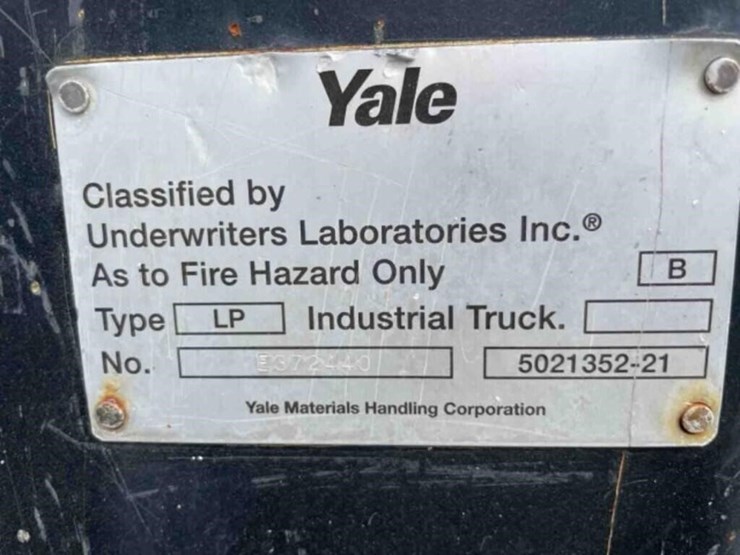 Yale
Classified by
Underwriters Laboratories Inc.®
As to Fire Hazard Only B
Type LP Industrial Truck.
No. E372440 5021352-21
Yale Materials Handling Corporation